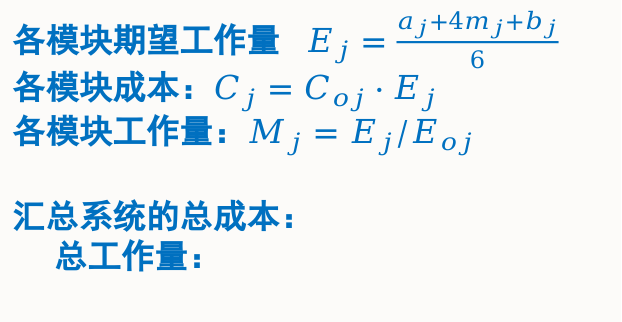 各模块期望工作量 E_j = (a_j+4m_j+b_j)/6
各模块成本：C_j = C_{oj} · E_j
各模块工作量：M_j = E_j/E_{oj}
汇总系统的总成本：
总工作量：